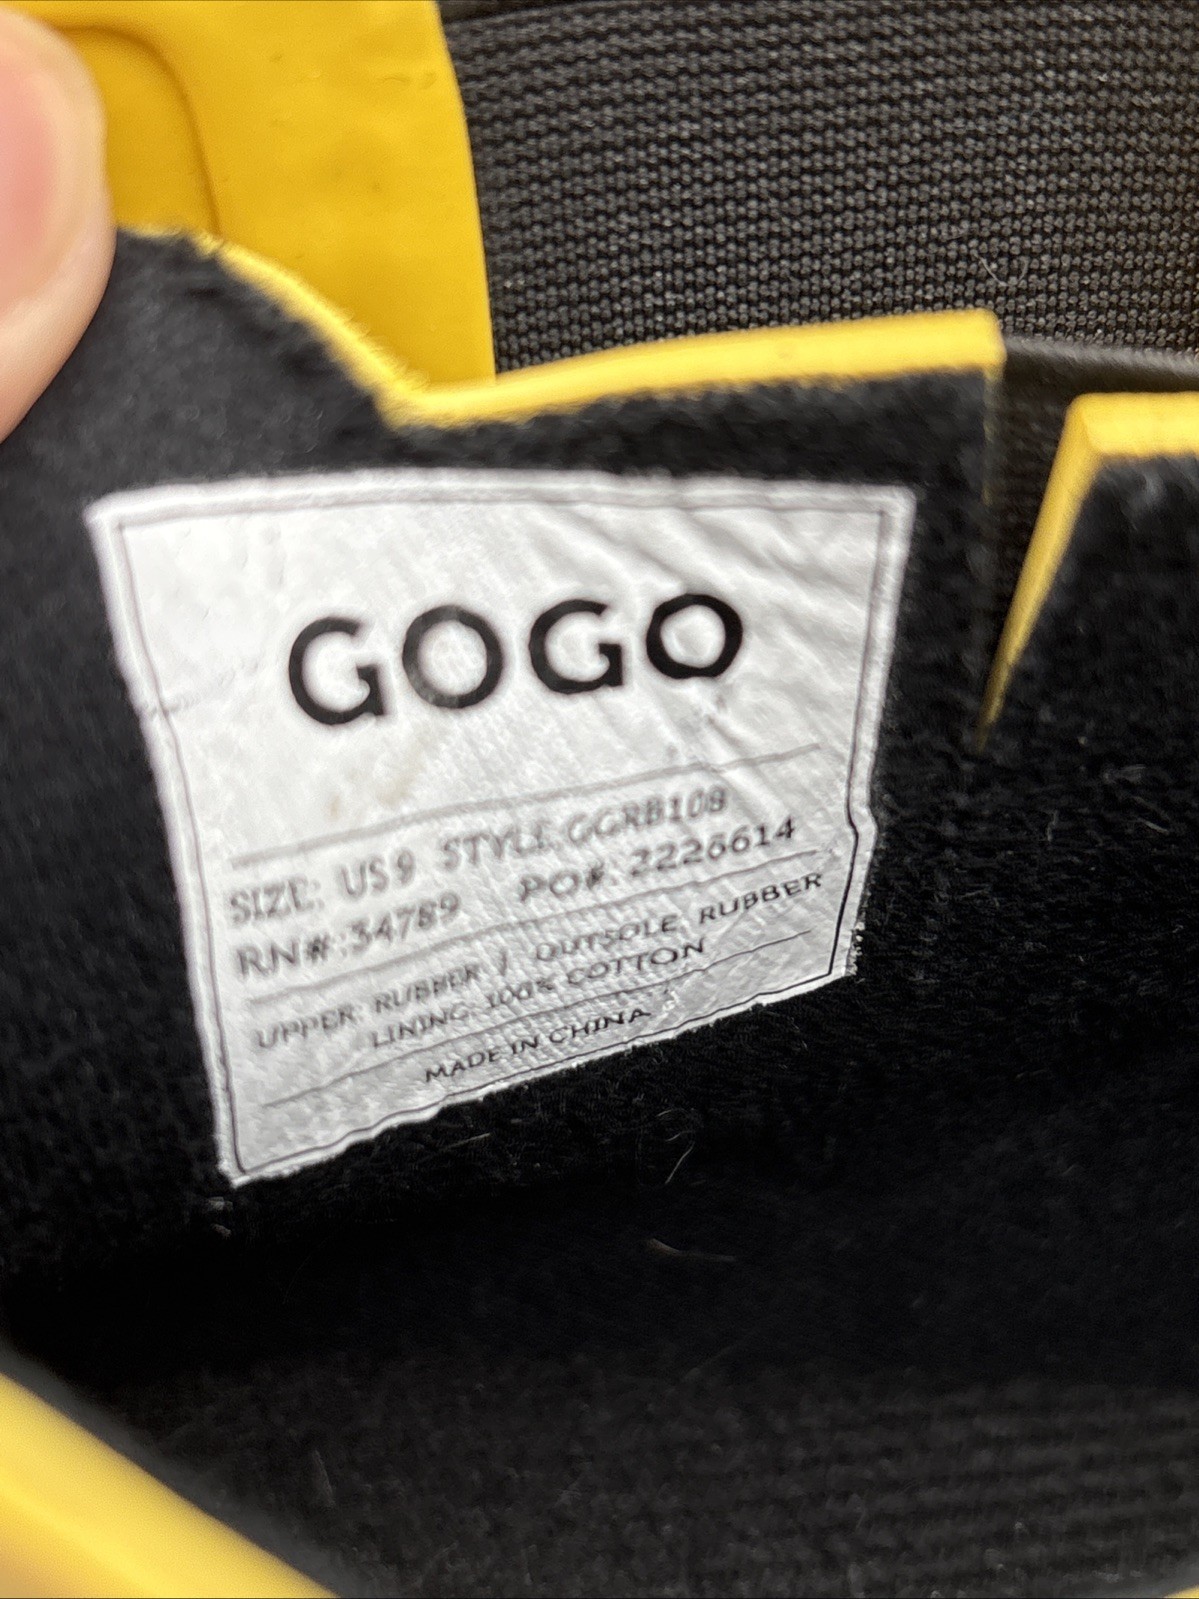 GOGO
SIZE: US9 STYLE: GGRB108
RN#:34789 PO#: 2226614
UPPER: RUBBER / OUTSOLE: RUBBER
LINING: 100% COTTON
MADE IN CHINA